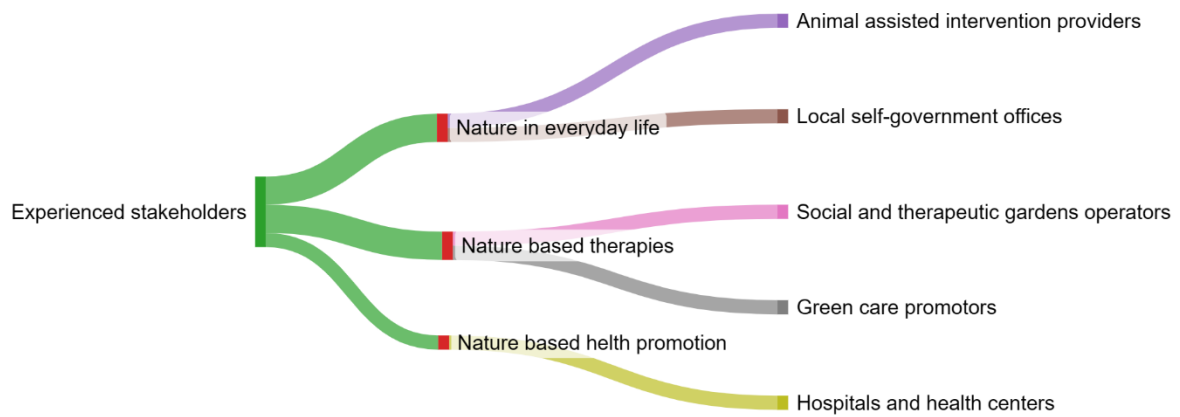 Animal assisted intervention providers
Nature in everyday life
Local self-government offices
Experienced stakeholders
Social and therapeutic gardens operators
Nature based therapies
Green care promotors
Nature based helth promotion
Hospitals and health centers